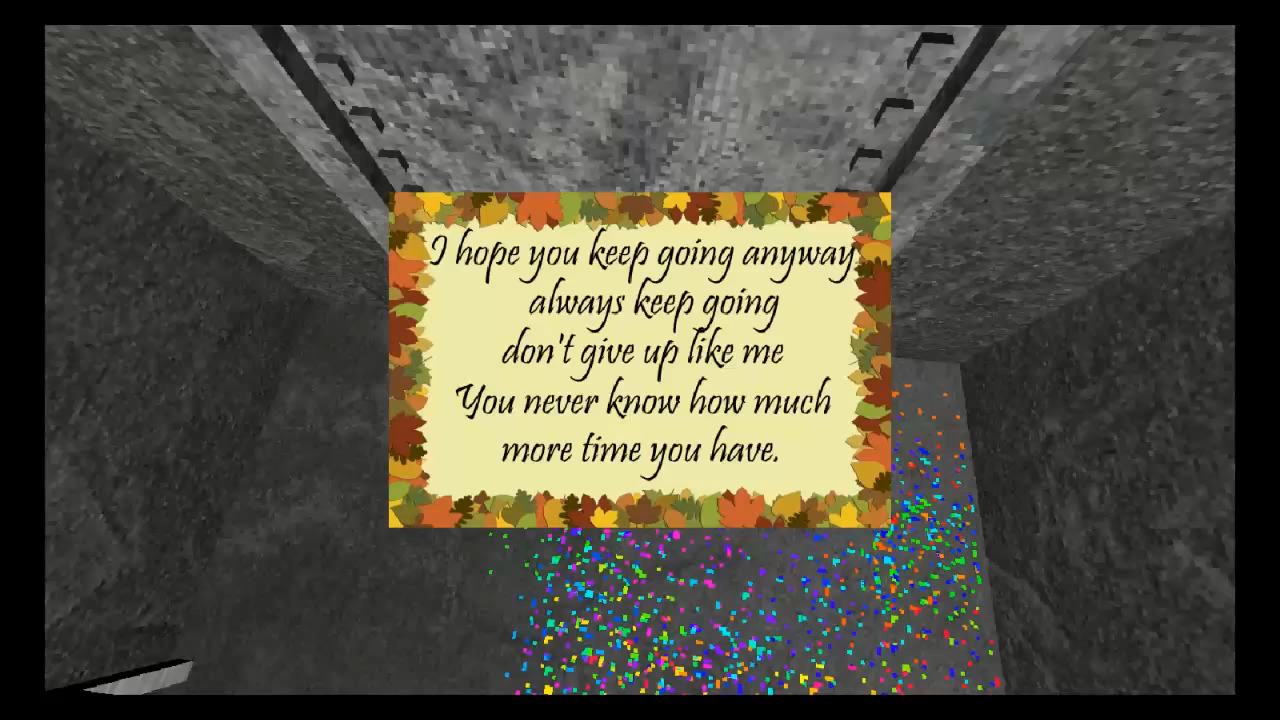 I hope you keep going anyway
always keep going
don't give up like me
You never know how much
more time you have.